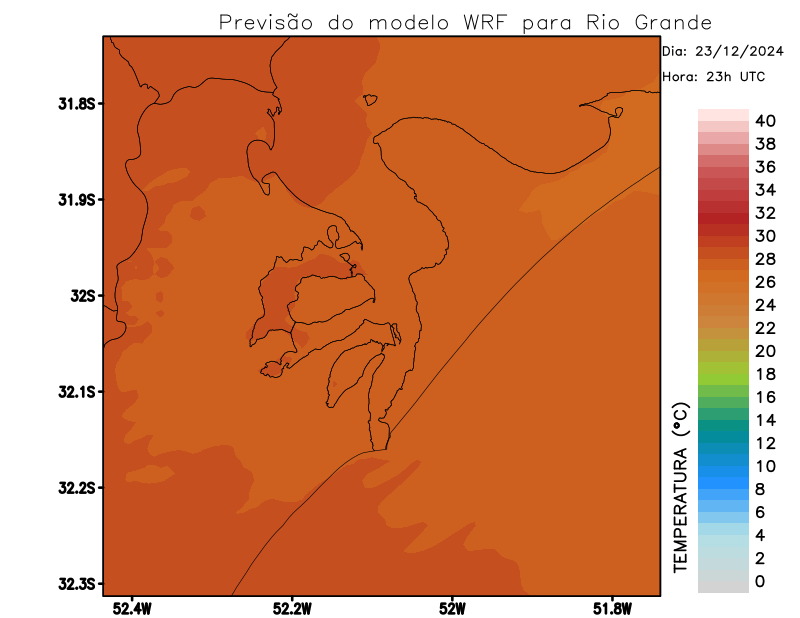 Previsão do modelo WRF para Rio Grande
Dia: 23/12/2024
Hora: 23h UTC
31.8S
31.9S
32S
32.1S
32.2S
32.3S
52.4W
52.2W
52W
51.8W
TEMPERATURA (°C)
40
38
36
34
32
30
28
26
24
22
20
18
16
14
12
10
8
6
4
2
0